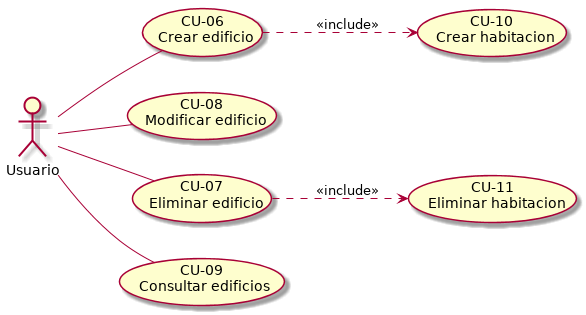 CU-06
Crear edificio
«include»
CU-10
Crear habitacion
CU-08
Modificar edificio
Usuario
CU-07
Eliminar edificio
«include»
CU-11
Eliminar habitacion
CU-09
Consultar edificios